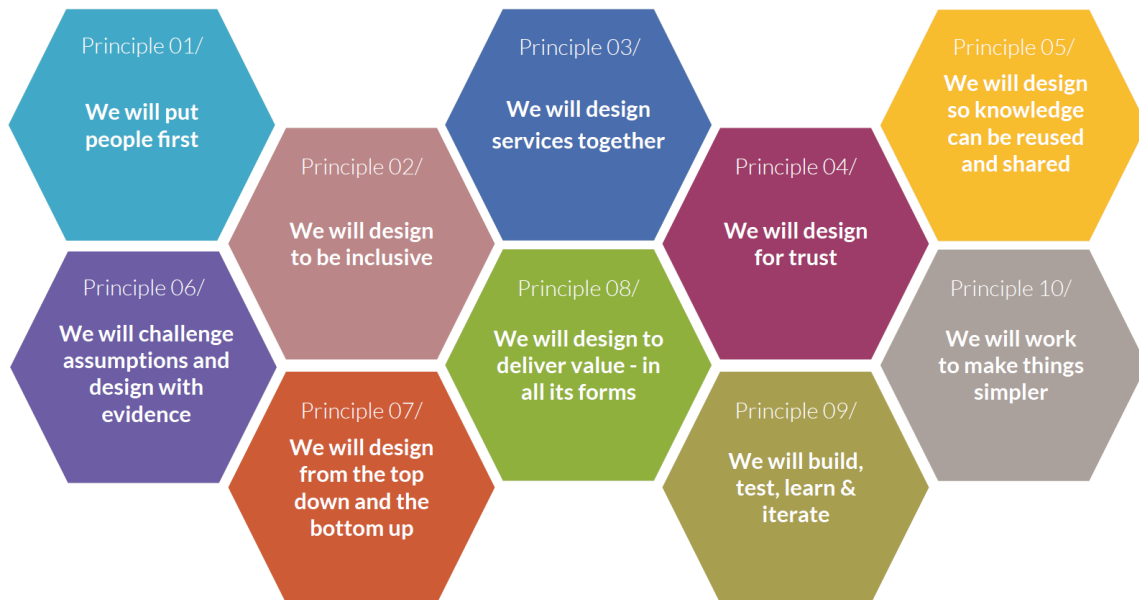 Principle 01/
We will put
people first
Principle 02/
We will design
to be inclusive
Principle 03/
We will design
services together
Principle 04/
We will design
for trust
Principle 05/
We will design
so knowledge
can be reused
and shared
Principle 06/
We will challenge
assumptions and
design with
evidence
Principle 07/
We will design
from the top
down and the
bottom up
Principle 08/
We will design to
deliver value - in
all its forms
Principle 09/
We will build,
test, learn &
iterate
Principle 10/
We will work
to make things
simpler